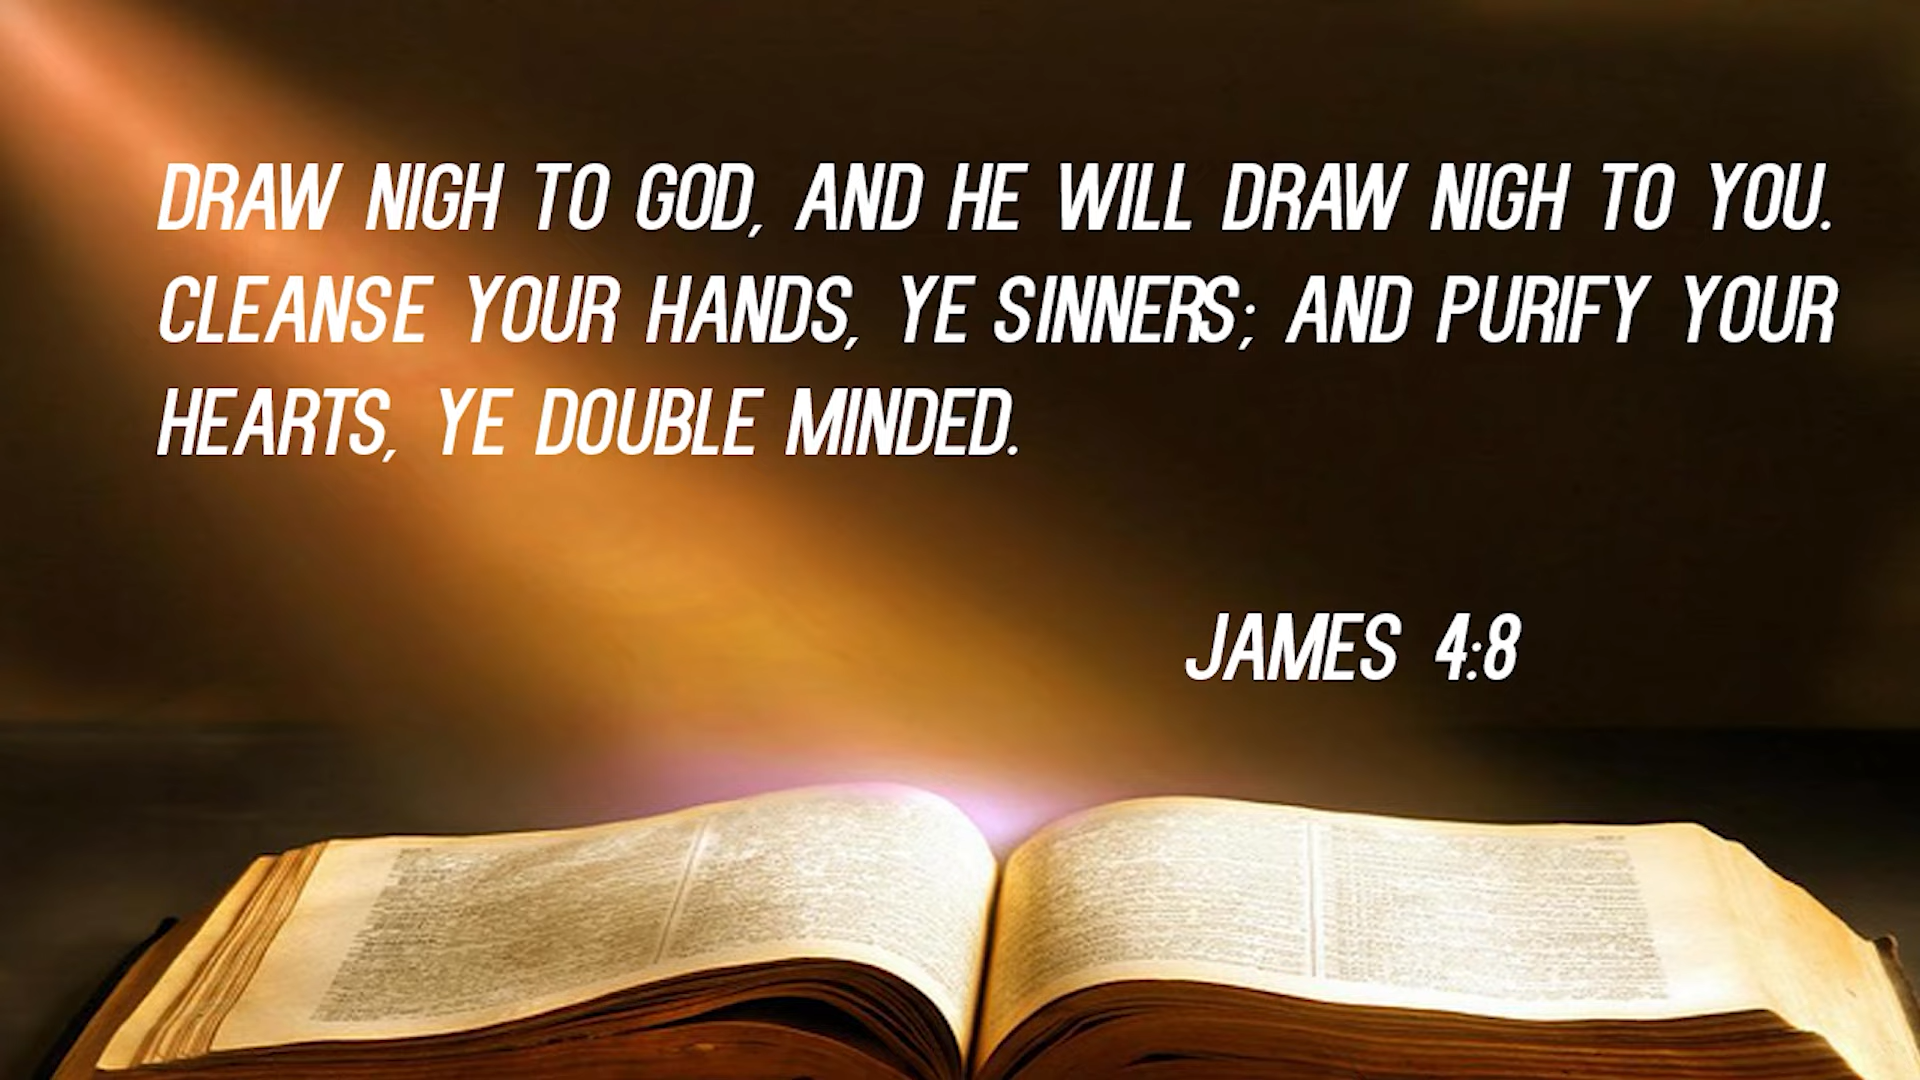 DRAW NIGH TO GOD, AND HE WILL DRAW NIGH TO YOU.
CLEANSE YOUR HANDS, YE SINNERS; AND PURIFY YOUR
HEARTS, YE DOUBLE MINDED.
JAMES 4:8